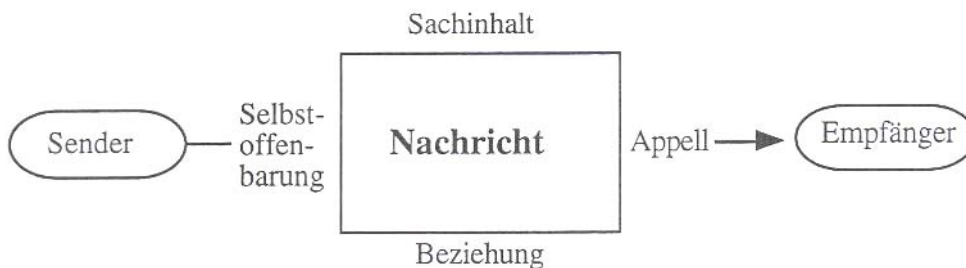 Sachinhalt
Sender
Selbst-
offen-
barung
Nachricht
Appell
Empfänger
Beziehung